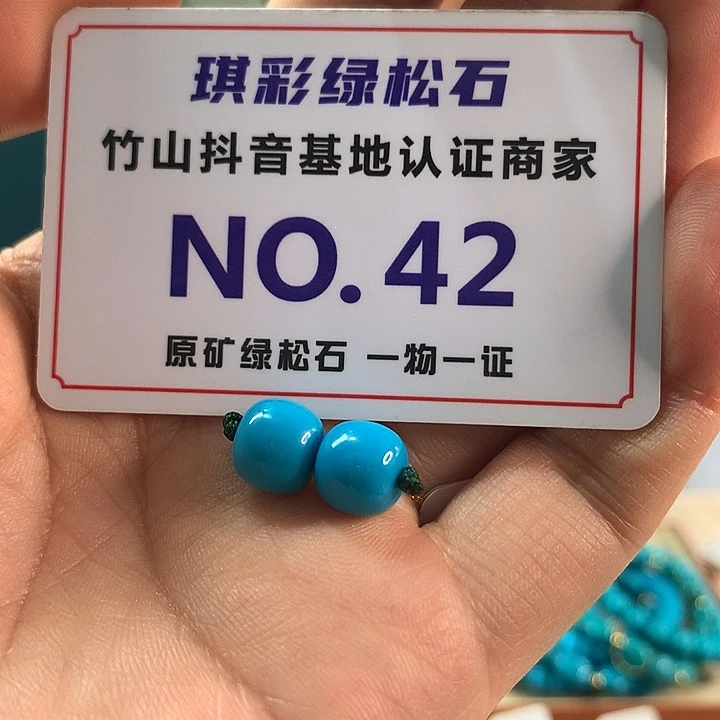 琪彩绿松石
竹山抖音基地认证商家
NO.42
原矿绿松石 一物一证